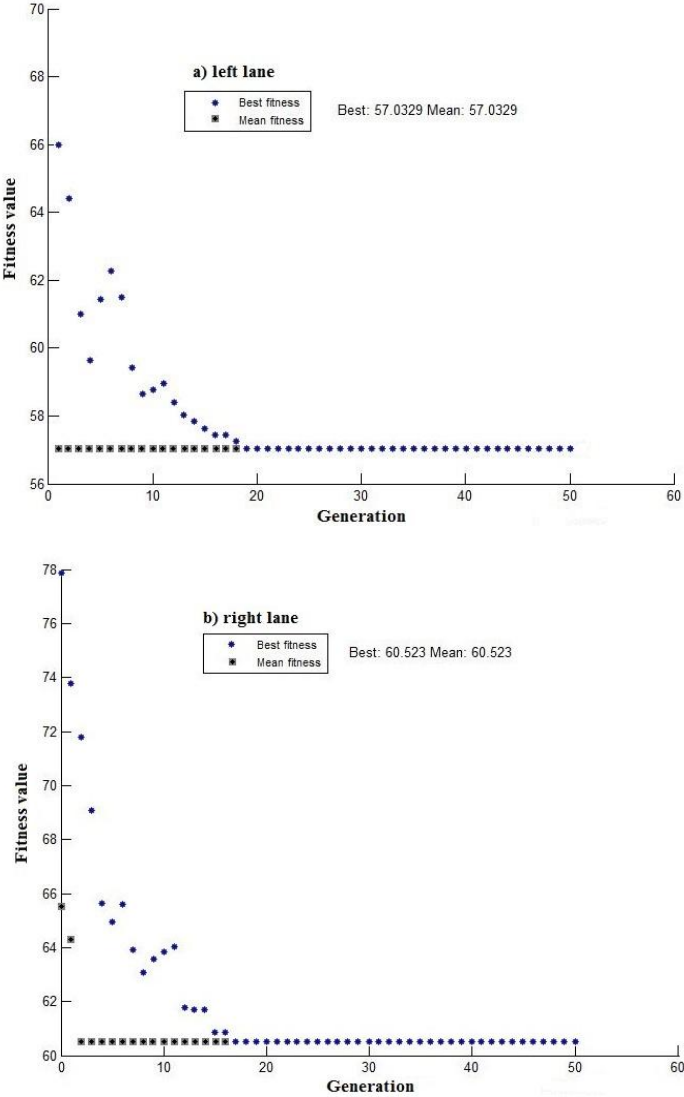 70
68
a) left lane
Best fitness
Mean fitness
Best: 57.0329 Mean: 57.0329
66
64
62
60
58
56
0 10 20 30 40 50 60
Fitness value
Generation
78
76
b) right lane
Best fitness
Mean fitness
Best: 60.523 Mean: 60.523
74
72
70
68
66
64
62
60
0 10 20 30 40 50 60
Fitness value
Generation